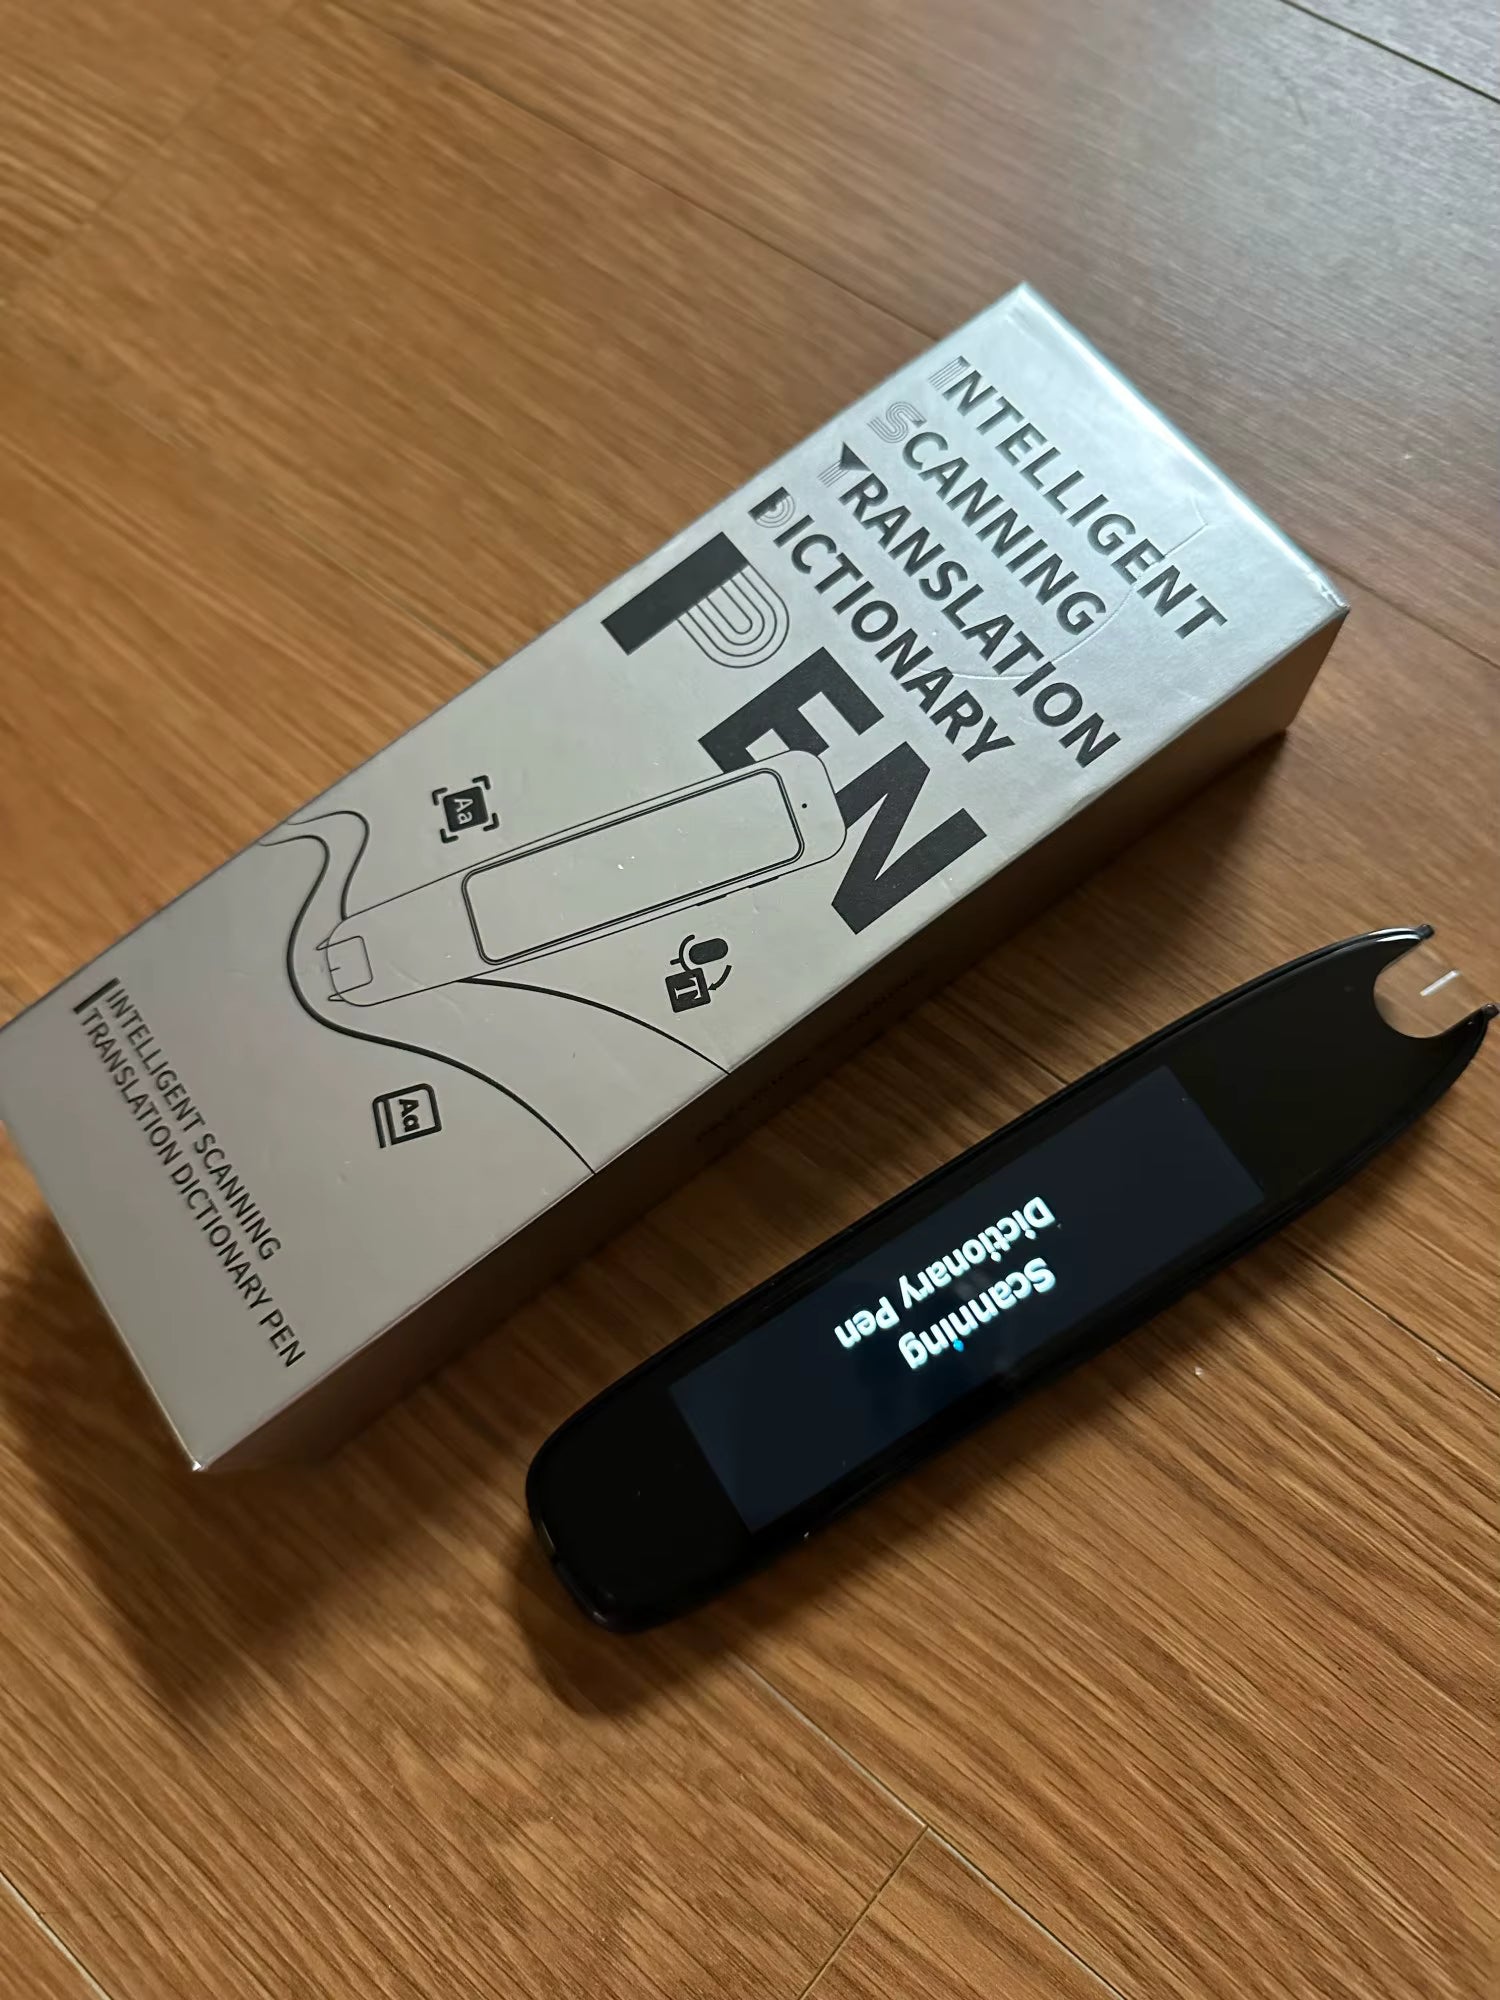 INTELLIGENT
SCANNING
TRANSLATION
DICTIONARY
PEN
Aa
T
Aa
INTELLIGENT SCANNING
TRANSLATION DICTIONARY PEN
Scanning
Dictionary Pen